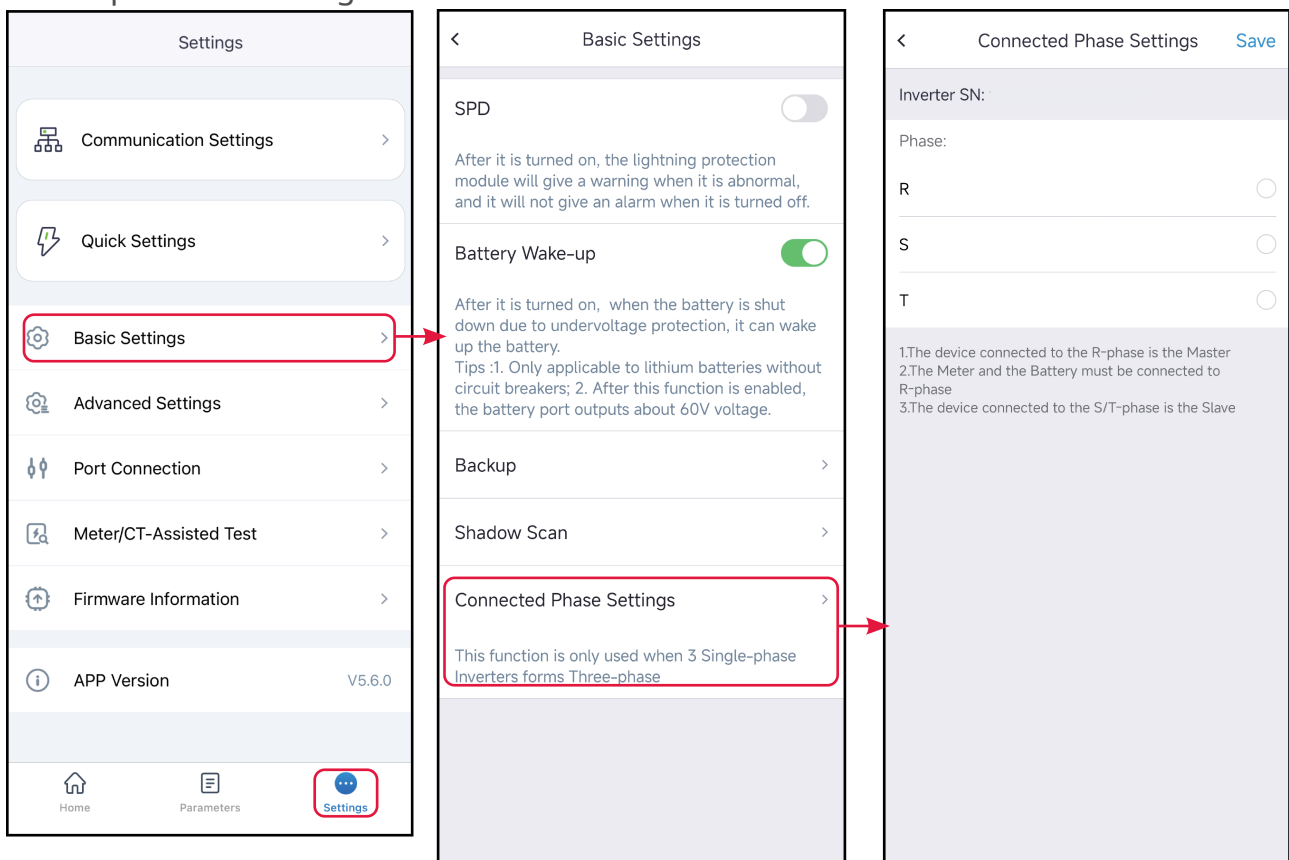 Settings
Communication Settings
Quick Settings
Basic Settings
Advanced Settings
Port Connection
Meter/CT-Assisted Test
Firmware Information
APP Version V5.6.0
Home Parameters Settings
Basic Settings
SPD
After it is turned on, the lightning protection
module will give a warning when it is abnormal,
and it will not give an alarm when it is turned off.
Battery Wake-up
After it is turned on, when the battery is shut
down due to undervoltage protection, it can wake
up the battery.
Tips :1. Only applicable to lithium batteries without
circuit breakers; 2. After this function is enabled,
the battery port outputs about 60V voltage.
Backup
Shadow Scan
Connected Phase Settings
This function is only used when 3 Single-phase
Inverters forms Three-phase
Connected Phase Settings Save
Inverter SN:
Phase:
R
S
T
1.The device connected to the R-phase is the Master
2.The Meter and the Battery must be connected to
R-phase
3.The device connected to the S/T-phase is the Slave